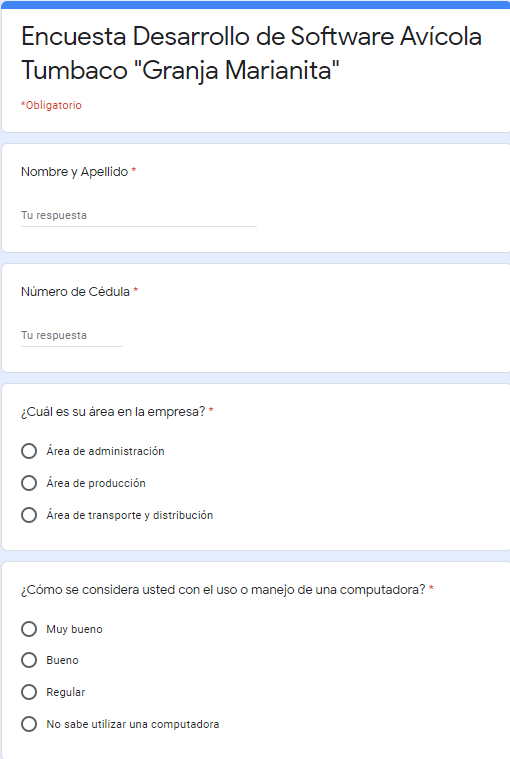 Encuesta Desarrollo de Software Avícola
Tumbaco "Granja Marianita"
*Obligatorio
Nombre y Apellido *
Tu respuesta
Número de Cédula *
Tu respuesta
¿Cuál es su área en la empresa? *
Área de administración
Área de producción
Área de transporte y distribución
¿Cómo se considera usted con el uso o manejo de una computadora? *
Muy bueno
Bueno
Regular
No sabe utilizar una computadora